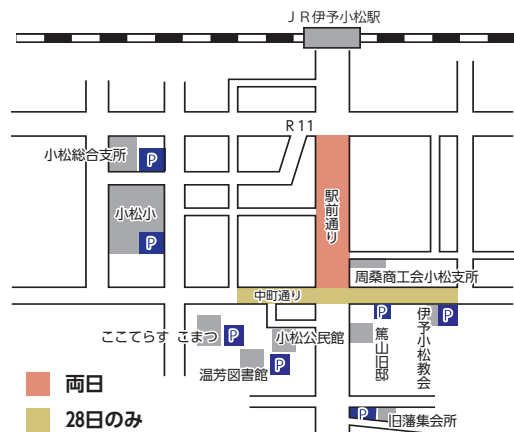 ＪＲ伊予小松駅
R 11
小松総合支所
P
小松小
P
駅前通り
周桑商工会小松支所
中町通り
P
P
ここてらす こまつ
P
小松公民館
篤山旧邸
伊予小松教会
温芳図書館
P
両日
P
旧藩集会所
28日のみ